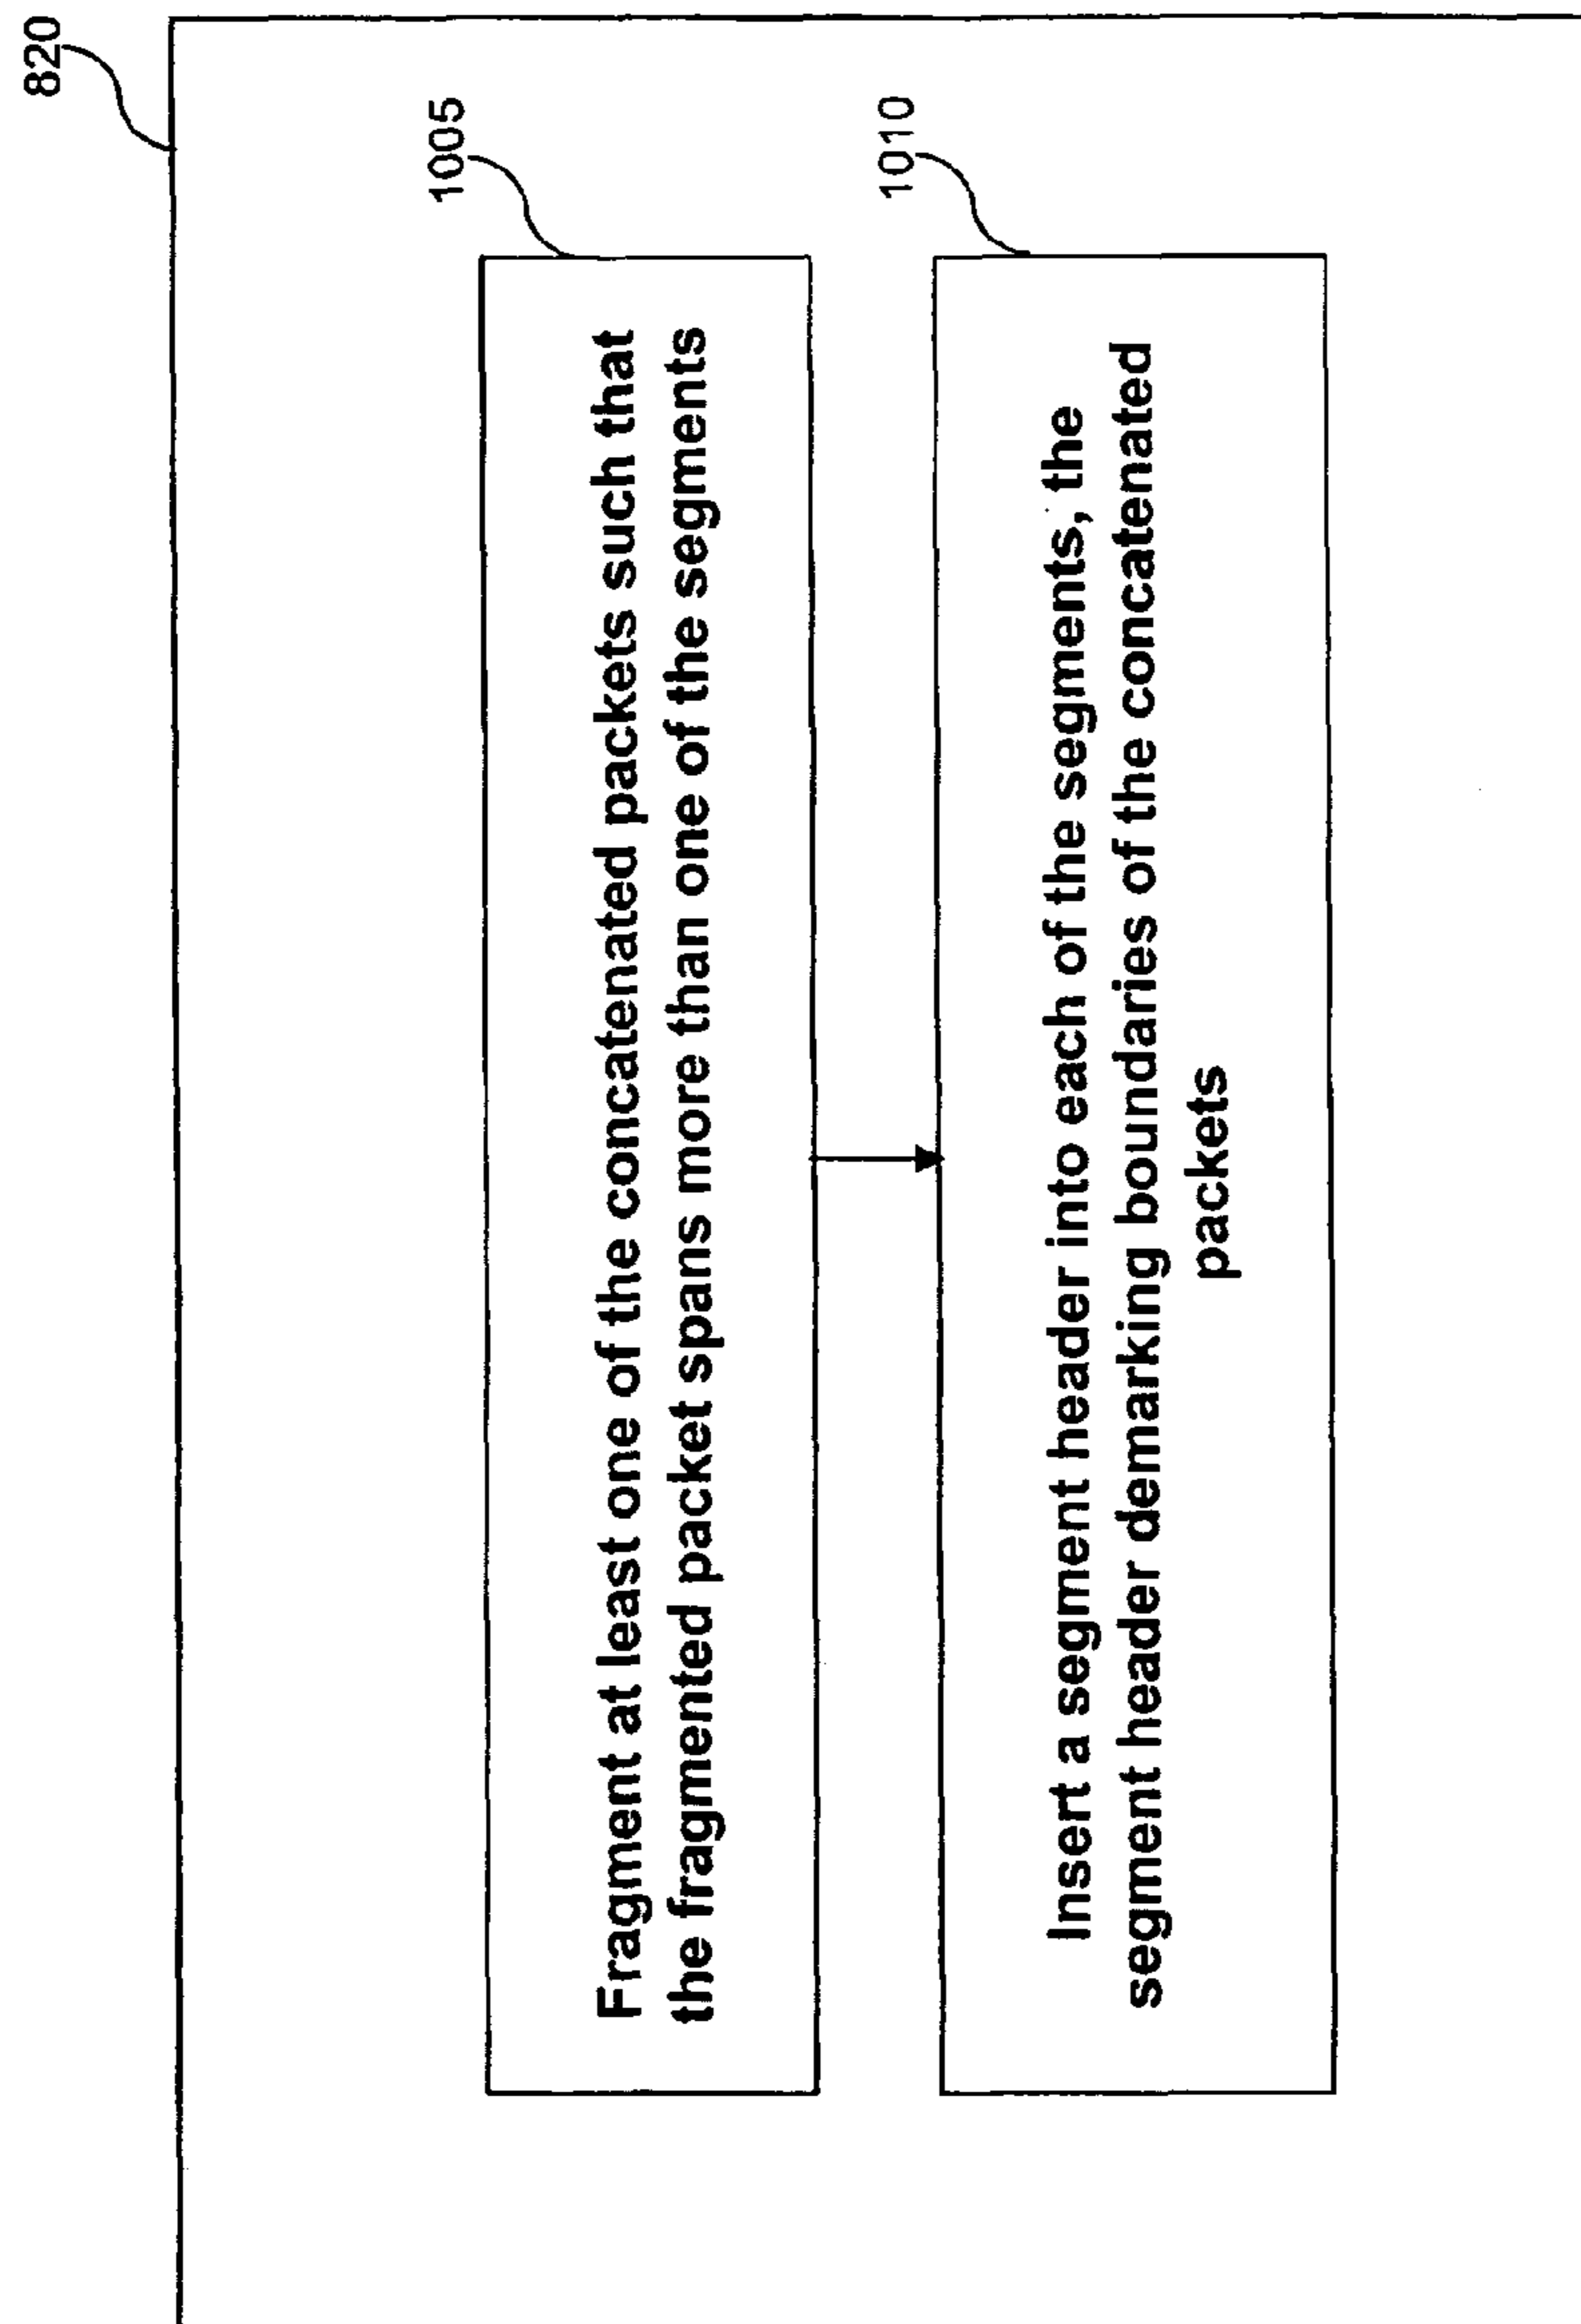 820
1005
Fragment at least one of the concatenated packets such that
the fragmented packet spans more than one of the segments
1010
Insert a segment header into each of the segments, the
segment header demarking boundaries of the concatenated
packets